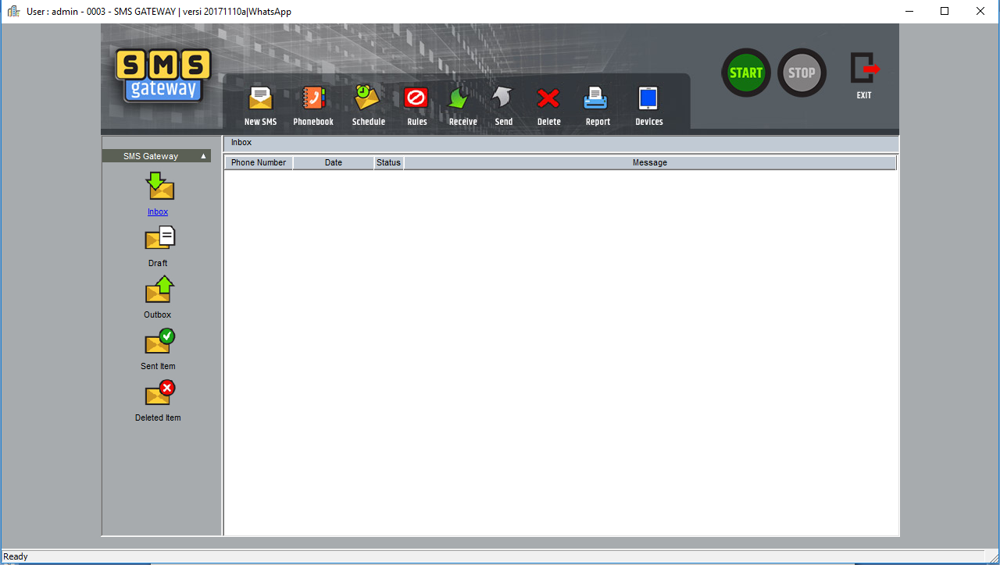 User : admin - 0003 - SMS GATEWAY | versi 20171110a|WhatsApp
SMS
gateway
START
STOP
EXIT
New SMS
Phonebook
Schedule
Rules
Receive
Send
Delete
Report
Devices
SMS Gateway
Inbox
Draft
Outbox
Sent Item
Deleted Item
Inbox
Phone Number Date Status Message
Ready